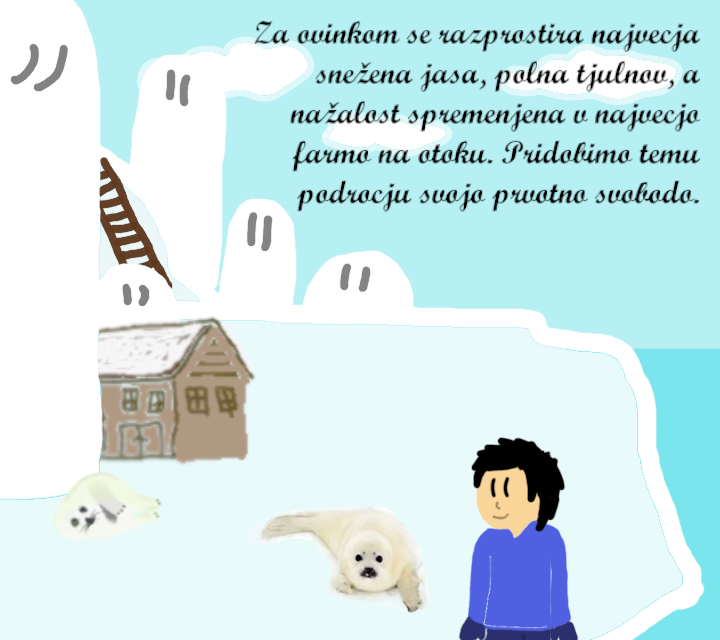 Za ovinkom se razprostira najvecja
snežena jasa, polna tjulnov, a
nažalost spremenjena v najvecjo
farmo na otoku. Pridobimo temu
podrocju svojo prvotno svobodo.